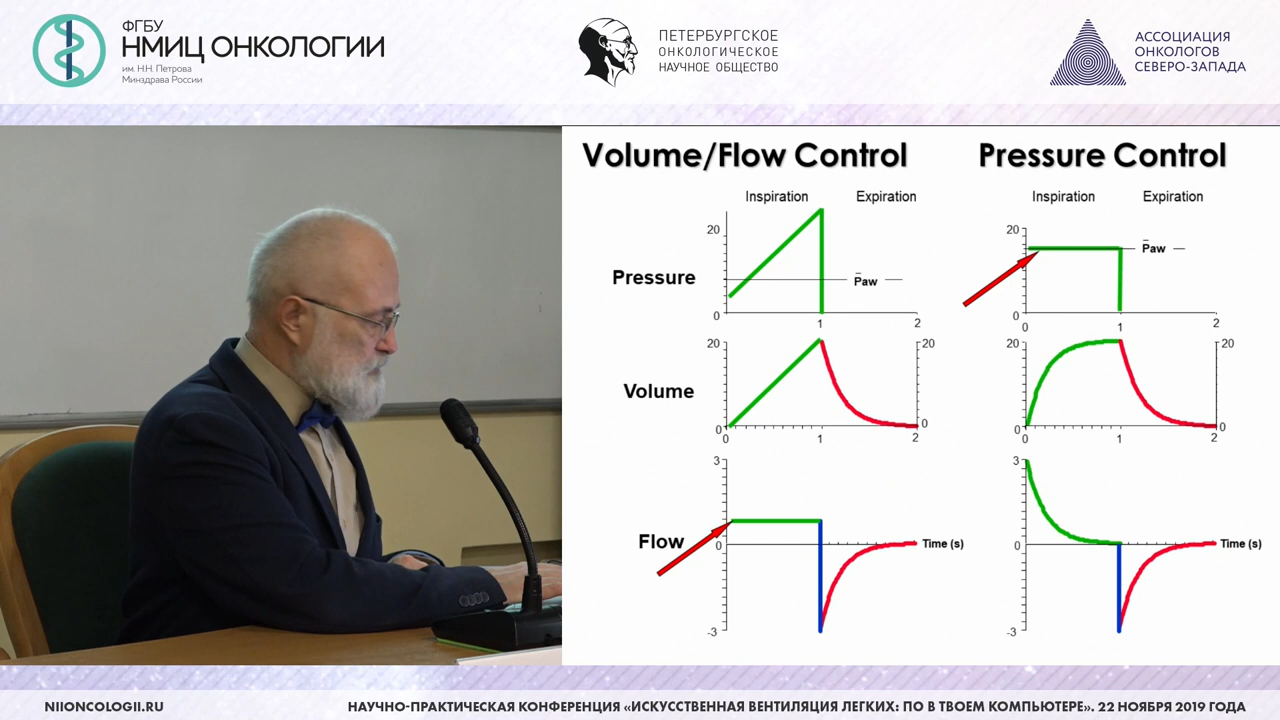 ФГБУ
НМИЦ ОНКОЛОГИИ
им. Н.Н. Петрова
Минздрава России
ПЕТЕРБУРГСКОЕ
ОНКОЛОГИЧЕСКОЕ
НАУЧНОЕ ОБЩЕСТВО
АССОЦИАЦИЯ
ОНКОЛОГОВ
СЕВЕРО-ЗАПАДА
Volume/Flow Control
Pressure Control
Inspiration
Expiration
Inspiration
Expiration
20
Pressure
Paw
0
1
2
20
Paw
0
0
1
2
20
Volume
0
0
1
2
20
0
20
0
0
1
2
20
0
3
Flow
0
Time (s)
-3
3
0
Time (s)
-3
NIIONCOLOGII.RU
НАУЧНО-ПРАКТИЧЕСКАЯ КОНФЕРЕНЦИЯ «ИСКУССТВЕННАЯ ВЕНТИЛЯЦИЯ ЛЕГКИХ: ПО В ТВОЕМ КОМПЬЮТЕРЕ». 22 НОЯБРЯ 2019 ГОДА